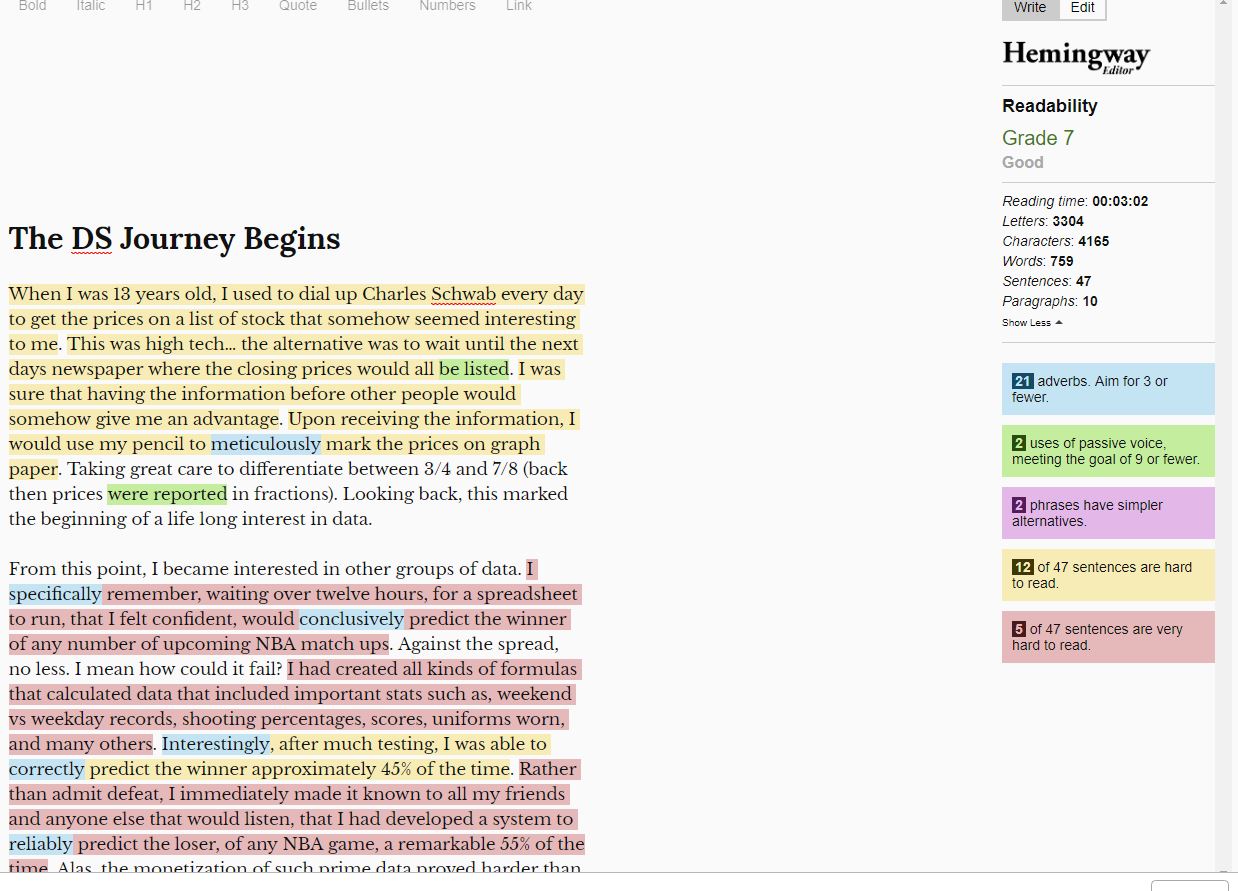 Bold Italic H1 H2 H3 Quote Bullets Numbers Link
Write Edit
Hemingway
Editor
Readability
Grade 7
Good
Reading time: 00:03:02
Letters: 3304
Characters: 4165
Words: 759
Sentences: 47
Paragraphs: 10
Show Less
21 adverbs. Aim for 3 or
fewer.
2 uses of passive voice,
meeting the goal of 9 or fewer.
2 phrases have simpler
alternatives.
12 of 47 sentences are hard
to read.
5 of 47 sentences are very
hard to read.
The DS Journey Begins
When I was 13 years old, I used to dial up Charles Schwab every day
to get the prices on a list of stock that somehow seemed interesting
to me. This was high tech... the alternative was to wait until the next
days newspaper where the closing prices would all be listed. I was
sure that having the information before other people would
somehow give me an advantage. Upon receiving the information, I
would use my pencil to meticulously mark the prices on graph
paper. Taking great care to differentiate between 3/4 and 7/8 (back
then prices were reported in fractions). Looking back, this marked
the beginning of a life long interest in data.
From this point, I became interested in other groups of data. I
specifically remember, waiting over twelve hours, for a spreadsheet
to run, that I felt confident, would conclusively predict the winner
of any number of upcoming NBA match ups. Against the spread,
no less. I mean how could it fail? I had created all kinds of formulas
that calculated data that included important stats such as, weekend
vs weekday records, shooting percentages, scores, uniforms worn,
and many others. Interestingly, after much testing, I was able to
correctly predict the winner approximately 45% of the time. Rather
than admit defeat, I immediately made it known to all my friends
and anyone else that would listen, that I had developed a system to
reliably predict the loser, of any NBA game, a remarkable 55% of the
time. Alas, the monetization of such prime data proved harder than